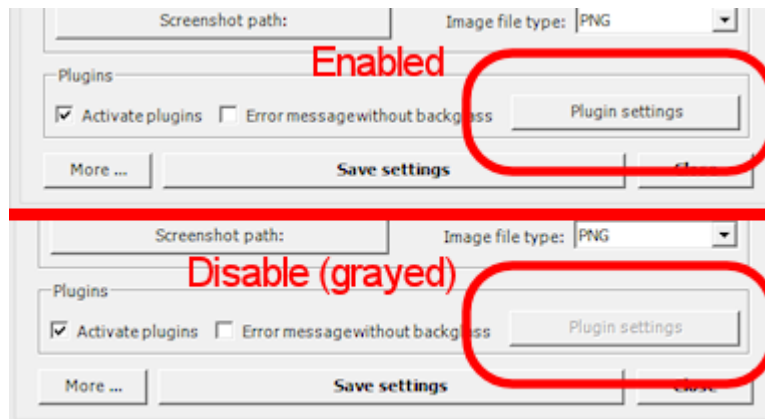 Screenshot path: Image file type: PNG
Enabled
Plugins
Activate plugins Error message without backglass Plugin settings
More ... Save settings Close
Screenshot path: Image file type: PNG
Disable (grayed)
Plugins
Activate plugins Error message without backglass Plugin settings
More ... Save settings Close